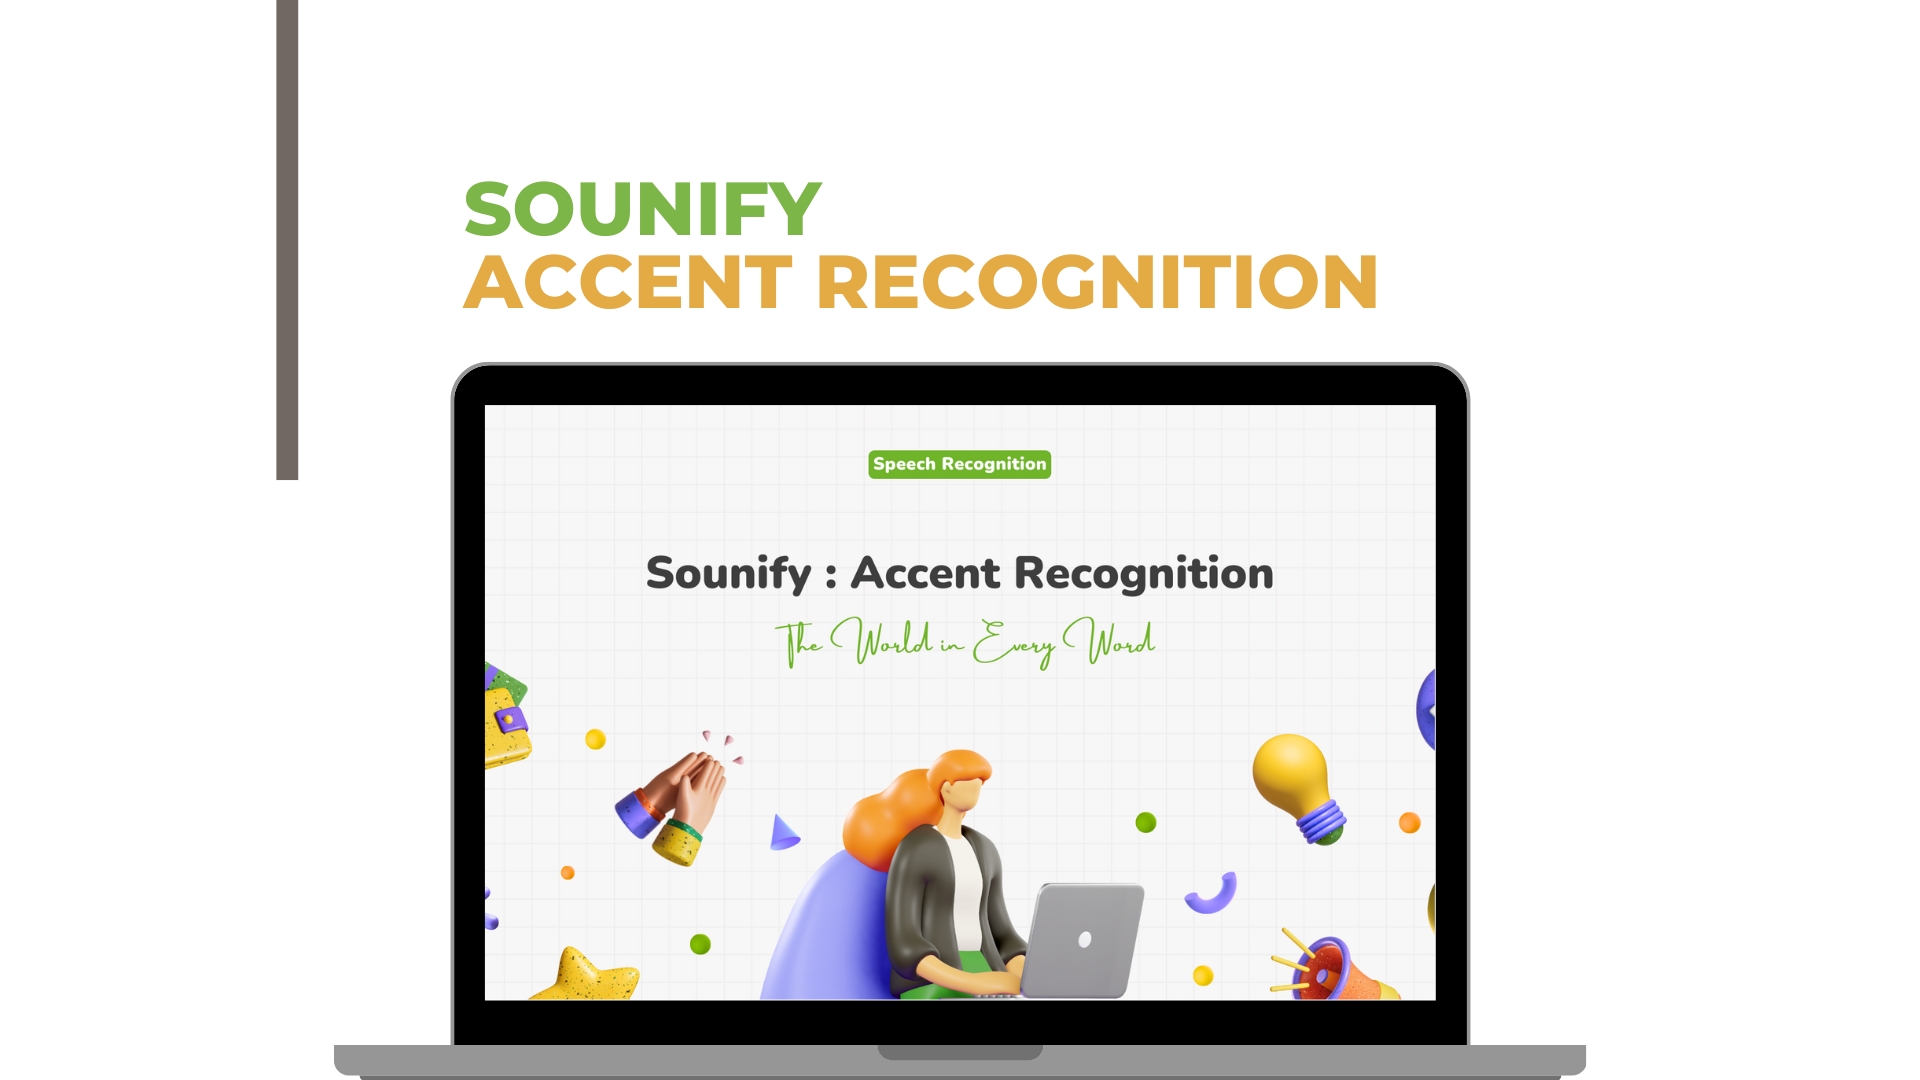 SOUNIFY
ACCENT RECOGNITION
Speech Recognition
Sounify : Accent Recognition
The World in Every Word